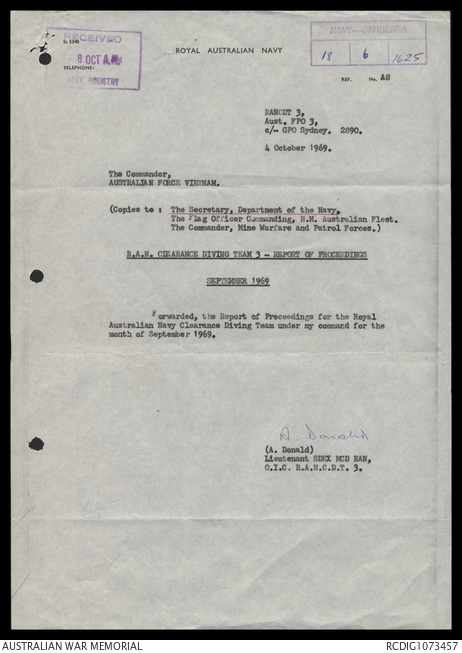 RECEIVED
Sc 3240
8 OCT A.M.
TELEPHONE:
REGISTRY
ROYAL AUSTRALIAN NAVY
NAVY—CANBERRA
18 6 1625
REF. No. A8
RANCDT 3,
Aust. FPO 3,
c/- GPO Sydney. 2890.
4 October 1969.
The Commander,
AUSTRALIAN FORCE VIETNAM.
(Copies to : The Secretary, Department of the Navy,
The Flag Officer Commanding, H.M. Australian Fleet.
The Commander, Mine Warfare and Patrol Forces.)
R.A.N. CLEARANCE DIVING TEAM 3 - REPORT OF PROCEEDINGS
SEPTEMBER 1969
Forwarded, the Report of Proceedings for the Royal
Australian Navy Clearance Diving Team under my command for the
month of September 1969.
A. Donald
(A. Donald)
Lieutenant SDEX MCD RAN,
O.I.C. R.A.N.C.D.T. 3.
AUSTRALIAN WAR MEMORIAL
RCDIG1073457